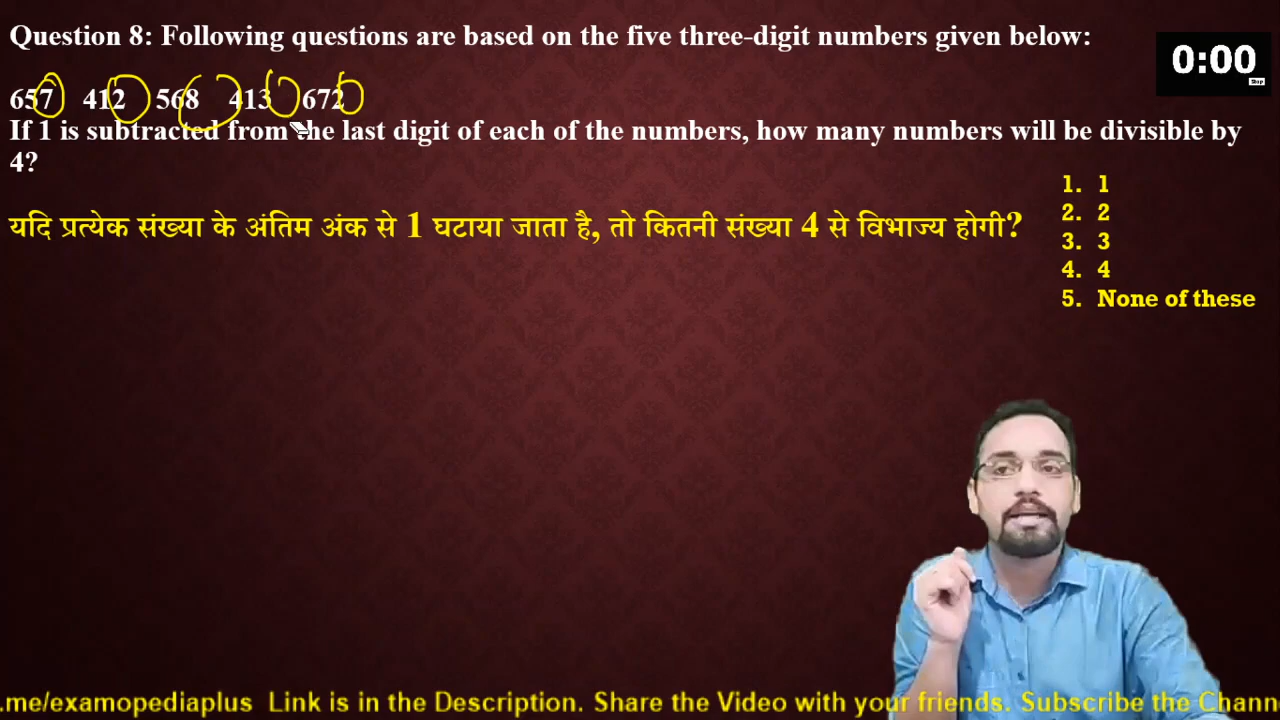 Question 8: Following questions are based on the five three-digit numbers given below:
0:00
Stop
657 412 568 413 672
If 1 is subtracted from the last digit of each of the numbers, how many numbers will be divisible by
4?
1. 1
2. 2
3. 3
4. 4
5. None of these
यदि प्रत्येक संख्या के अंतिम अंक से 1 घटाया जाता है, तो कितनी संख्या 4 से विभाज्य होगी?
.me/examopediaplus Link is in the Description. Share the Video with your friends. Subscribe the Chann